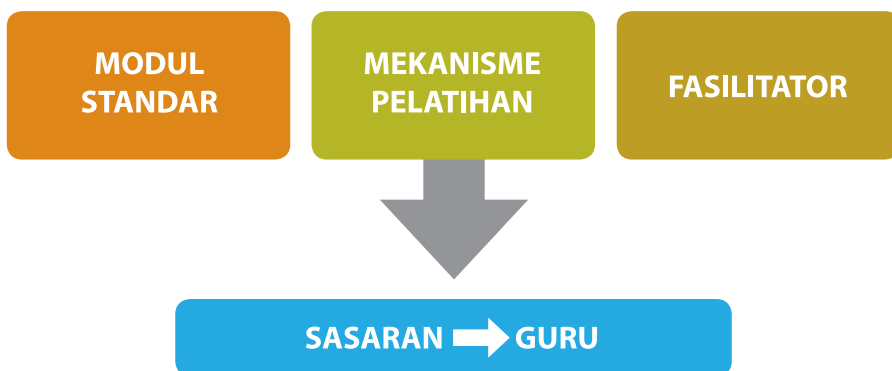 MODUL
STANDAR
MEKANISME
PELATIHAN
FASILITATOR
SASARAN GURU